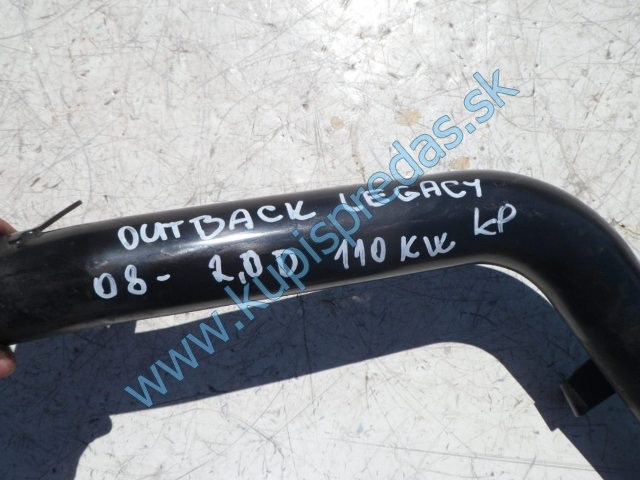 OUTBACK LEGACY
08- 2,0D 110 KW KP
www.kupispredas.sk